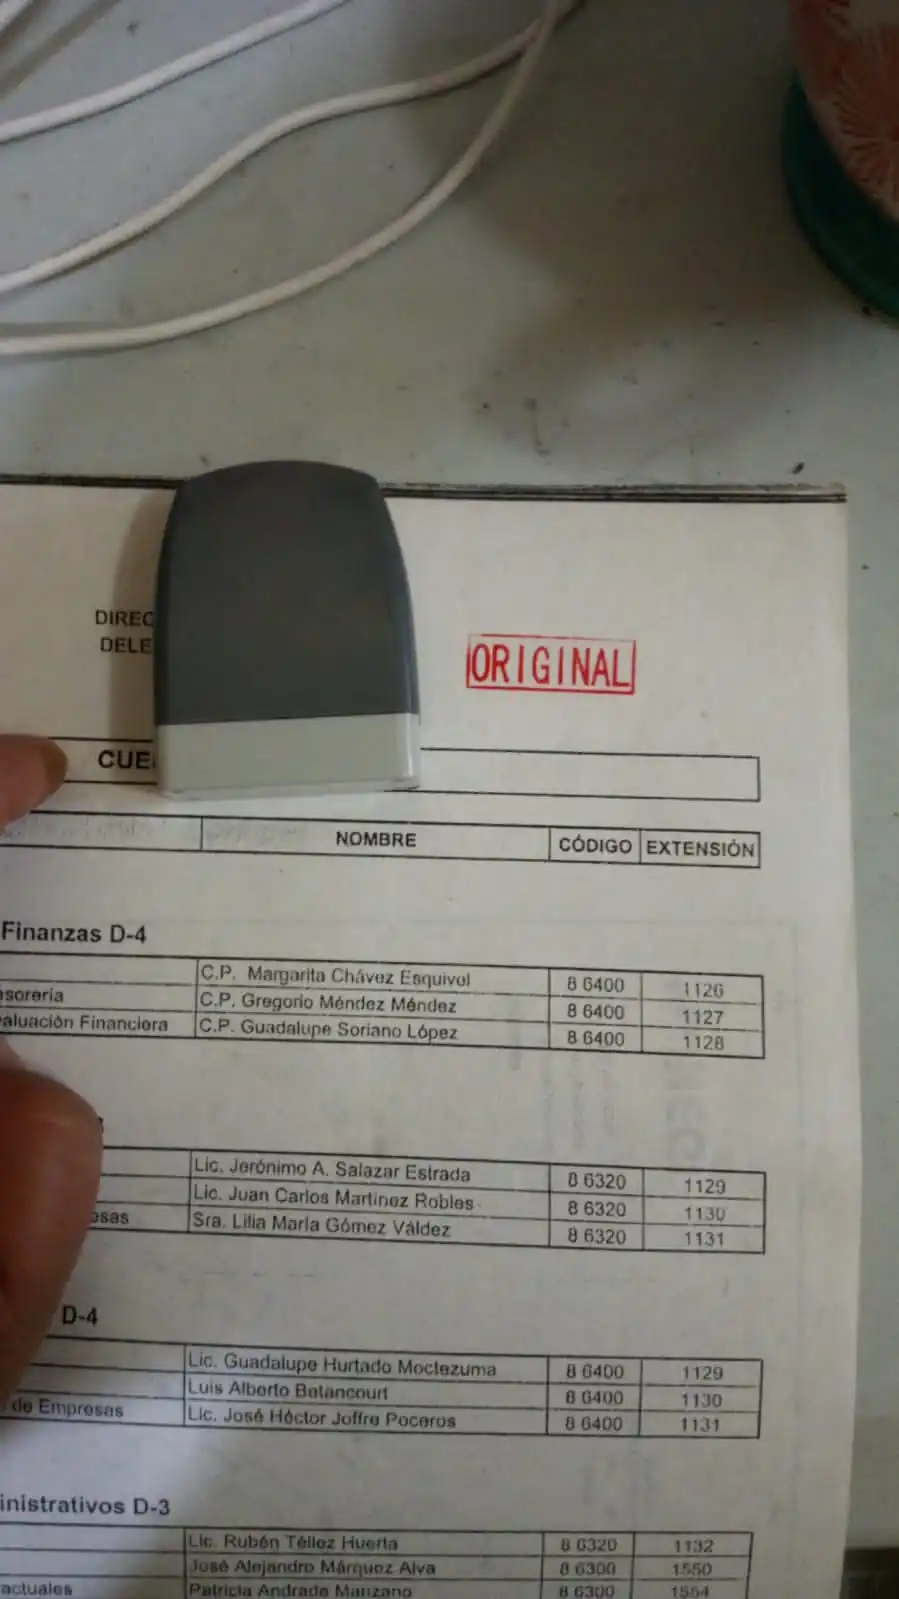 DIREC
DELE
ORIGINAL
CUE
NOMBRE CÓDIGO EXTENSIÓN
Finanzas D-4
C.P. Margarita Chávez Esquivel 8 6400 1126
sorería C.P. Gregorio Méndez Méndez 8 6400 1127
valuación Financiera C.P. Guadalupe Soriano López 8 6400 1128
Lic. Jerónimo A. Salazar Estrada 8 6320 1129
Lic. Juan Carlos Martínez Robles 8 6320 1130
esas Sra. Lilia María Gómez Váldez 8 6320 1131
D-4
Lic. Guadalupe Hurtado Moctezuma 8 6400 1129
Luis Alberto Betancourt 8 6400 1130
de Empresas Lic. José Héctor Joffre Poceros 8 6400 1131
inistrativos D-3
Lic. Rubén Téllez Huerta 8 6320 1132
José Alejandro Márquez Alva 8 6300 1550
actuales Patricia Andrade Manzano 8 6300 1554